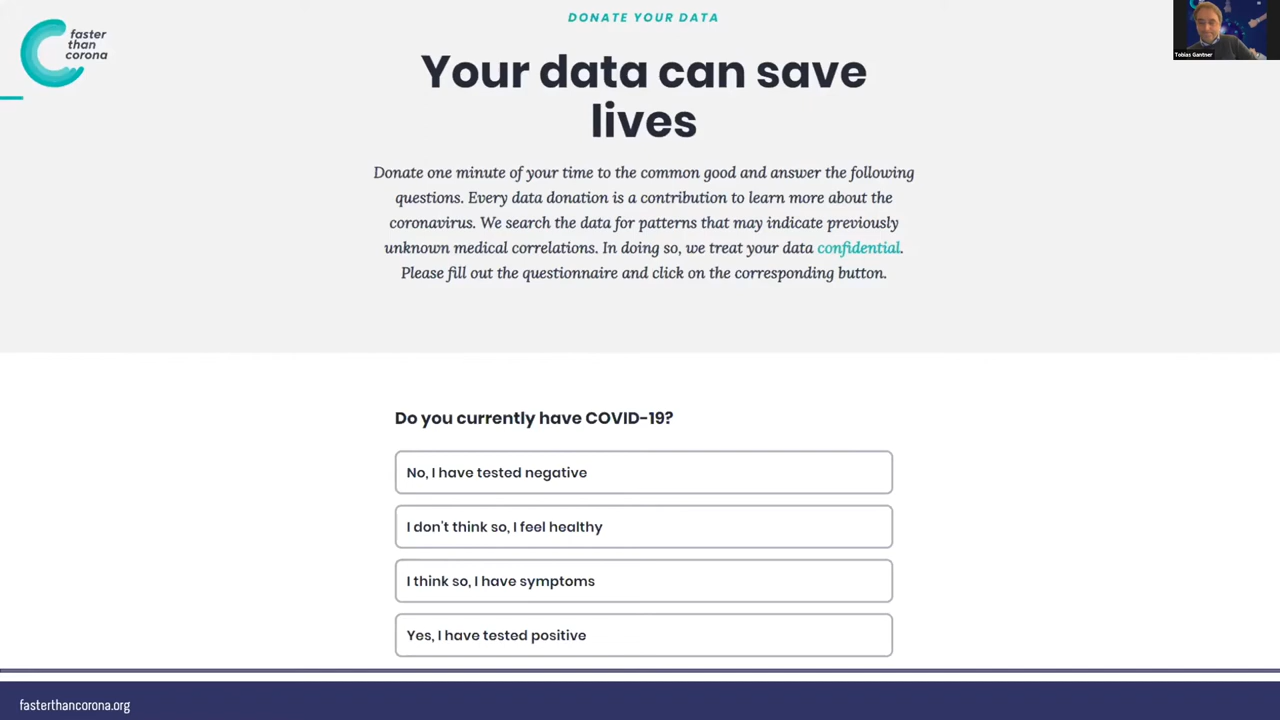 faster
than
corona
DONATE YOUR DATA
Your data can save
lives
Donate one minute of your time to the common good and answer the following
questions. Every data donation is a contribution to learn more about the
coronavirus. We search the data for patterns that may indicate previously
unknown medical correlations. In doing so, we treat your data confidential.
Please fill out the questionnaire and click on the corresponding button.
Tobias Gantner
Do you currently have COVID-19?
No, I have tested negative
I don't think so, I feel healthy
I think so, I have symptoms
Yes, I have tested positive
fasterthancorona.org